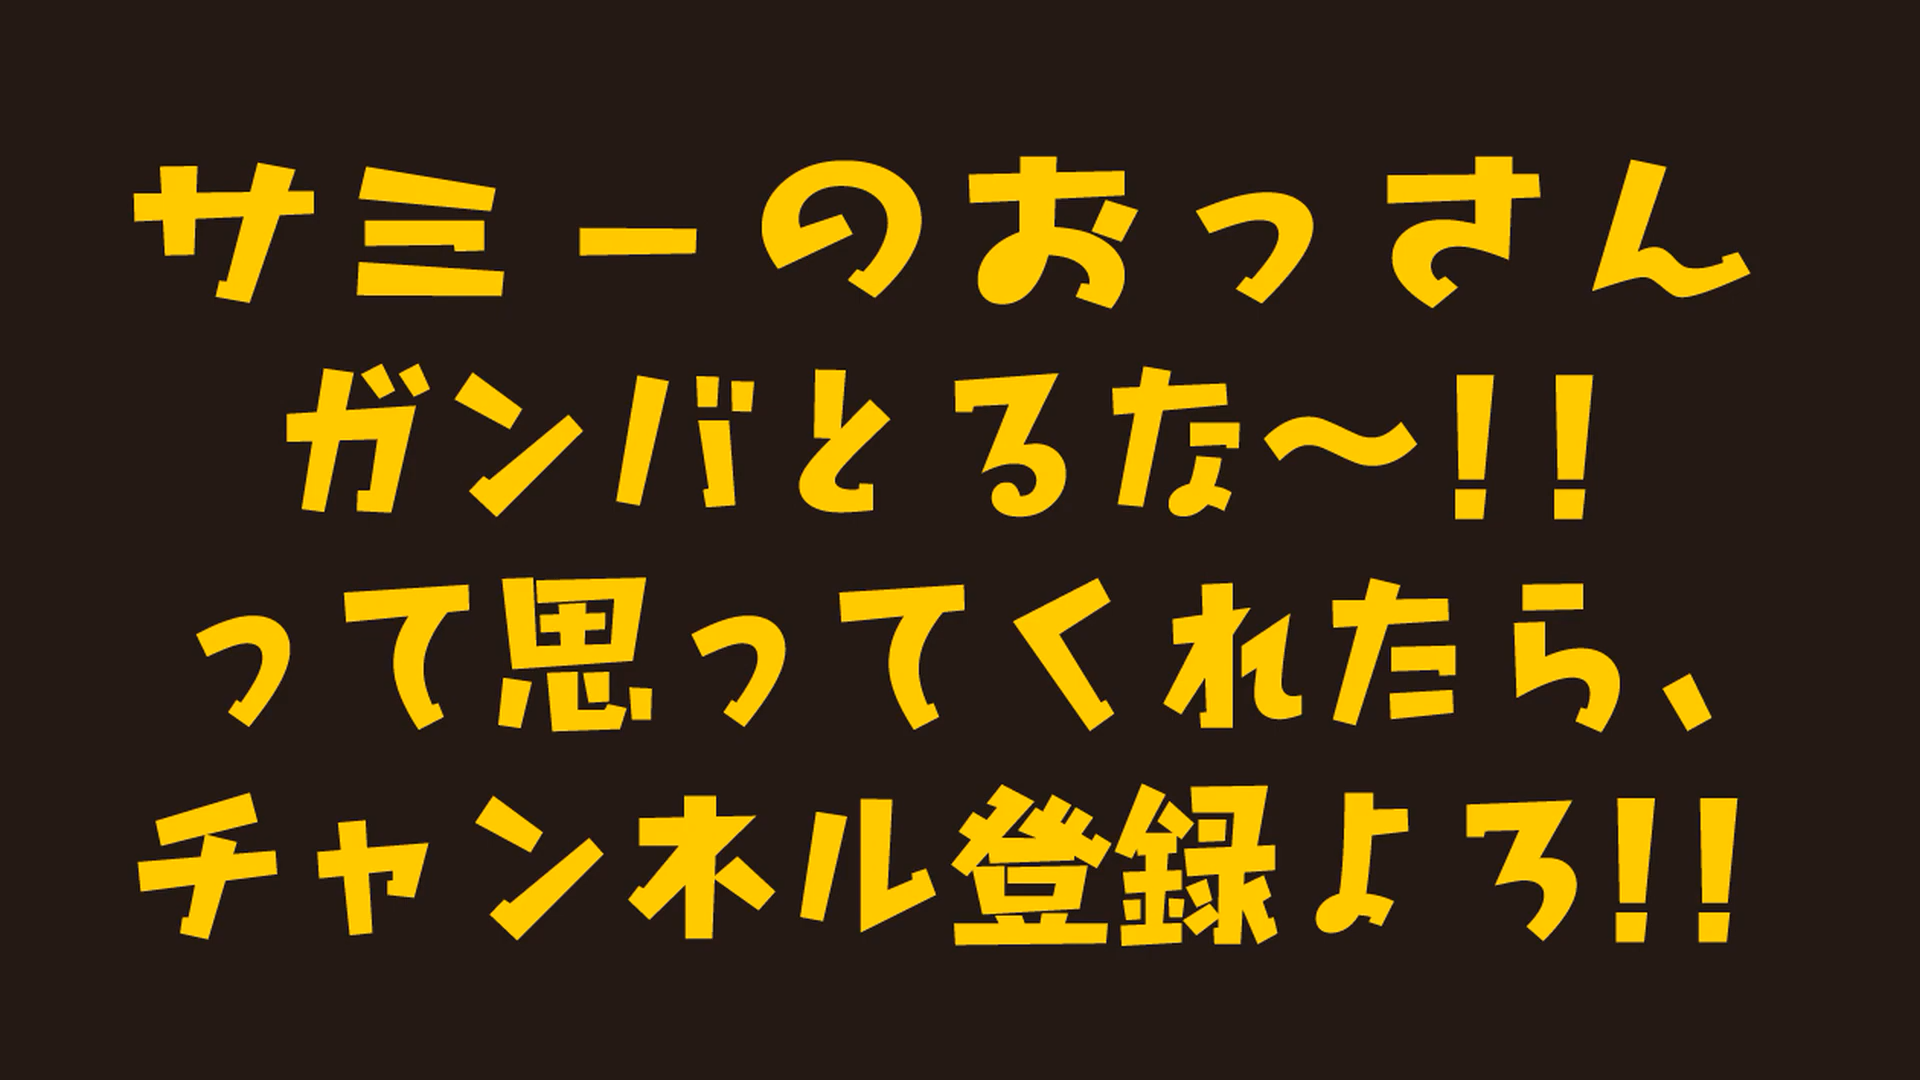 サミーのおっさん
ガンバとるな〜!!
って思ってくれたら、
チャンネル登録よろ!!